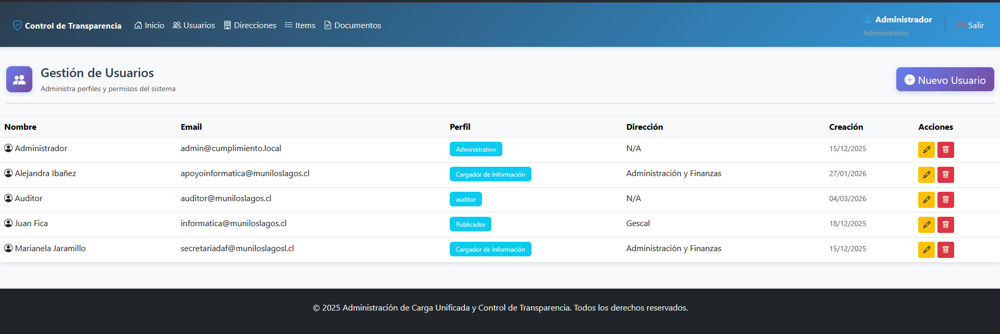 Control de Transparencia Inicio Usuarios Direcciones Items Documentos Administrador Salir
Administrativo
Gestión de Usuarios
Administra perfiles y permisos del sistema
Nuevo Usuario
Nombre Email Perfil Dirección Creación Acciones
Administrador admin@cumplimiento.local Administrativo N/A 15/12/2025
Alejandra Ibañez apoyoinformatica@muniloslagos.cl Cargador de Información Administración y Finanzas 27/01/2026
Auditor auditor@muniloslagos.cl auditor N/A 04/03/2026
Juan Fica informatica@muniloslagos.cl Publicador Gescal 18/12/2025
Marianela Jaramillo secretariadaf@muniloslagosl.cl Cargador de Información Administración y Finanzas 15/12/2025
© 2025 Administración de Carga Unificada y Control de Transparencia. Todos los derechos reservados.